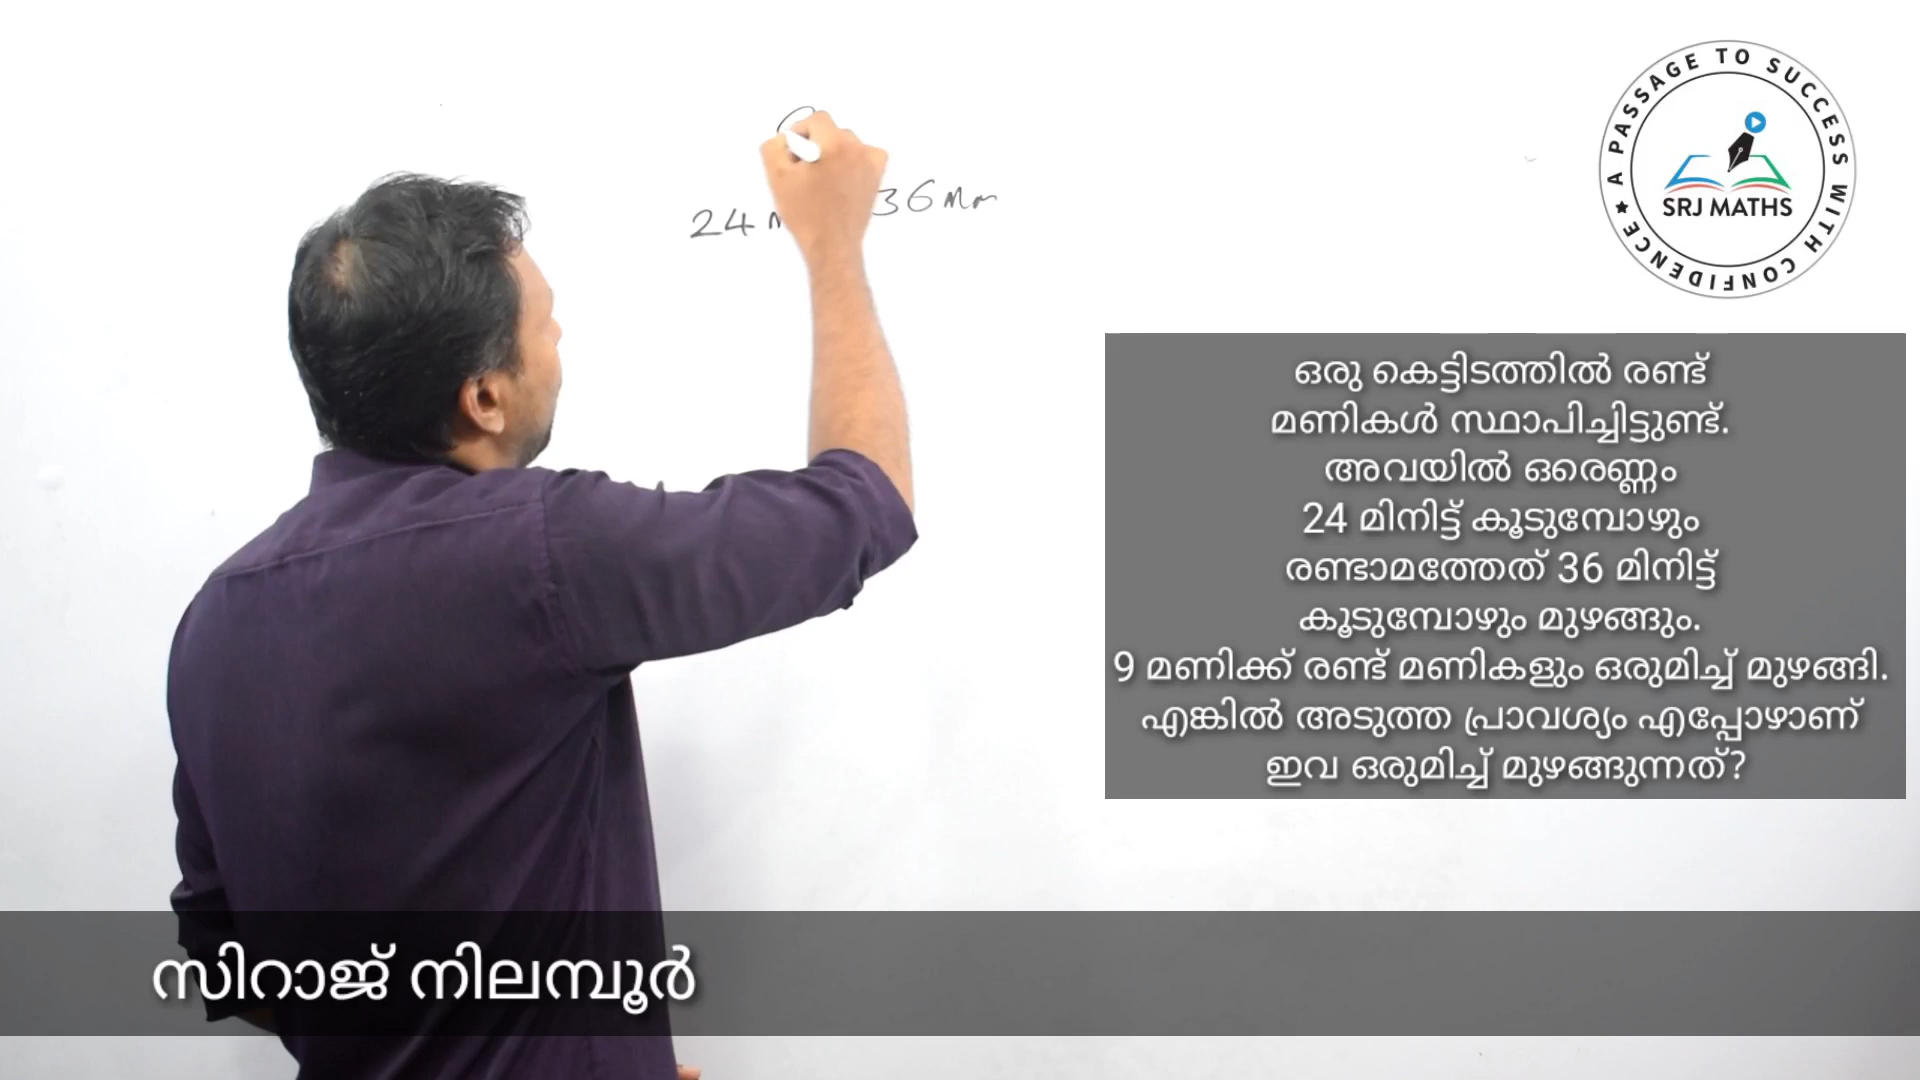 24
36 Mn
A PASSAGE TO SUCCESS WITH CONFIDENCE
SRJ MATHS
ഒരു കെട്ടിടത്തിൽ രണ്ട്
മണികൾ സ്ഥാപിച്ചിട്ടുണ്ട്.
അവയിൽ ഒരെണ്ണം
24 മിനിട്ട് കൂടുമ്പോഴും
രണ്ടാമത്തേത് 36 മിനിട്ട്
കൂടുമ്പോഴും മുഴങ്ങും.
9 മണിക്ക് രണ്ട് മണികളും ഒരുമിച്ച് മുഴങ്ങി.
എങ്കിൽ അടുത്ത പ്രാവശ്യം എപ്പോഴാണ്
ഇവ ഒരുമിച്ച് മുഴങ്ങുന്നത്?
സിറാജ് നിലമ്പൂർ